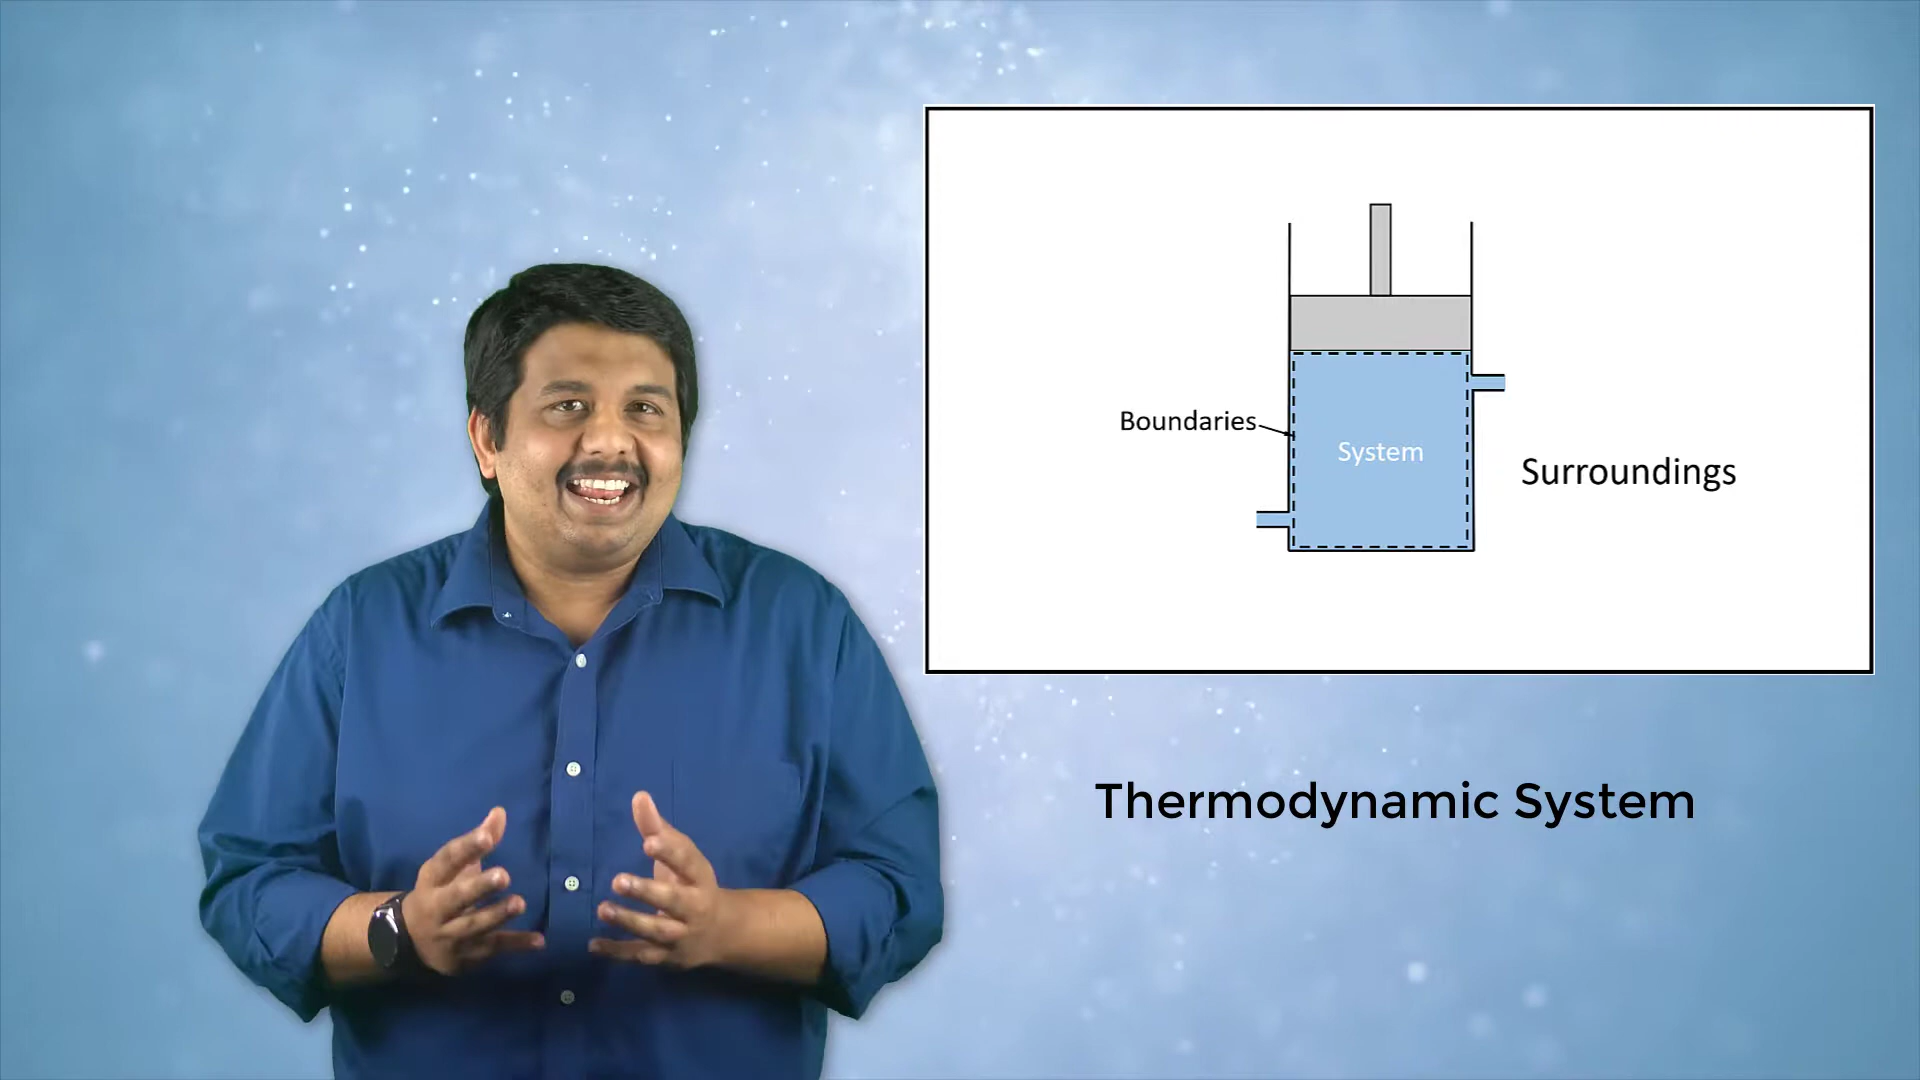 Boundaries
System
Surroundings
Thermodynamic System